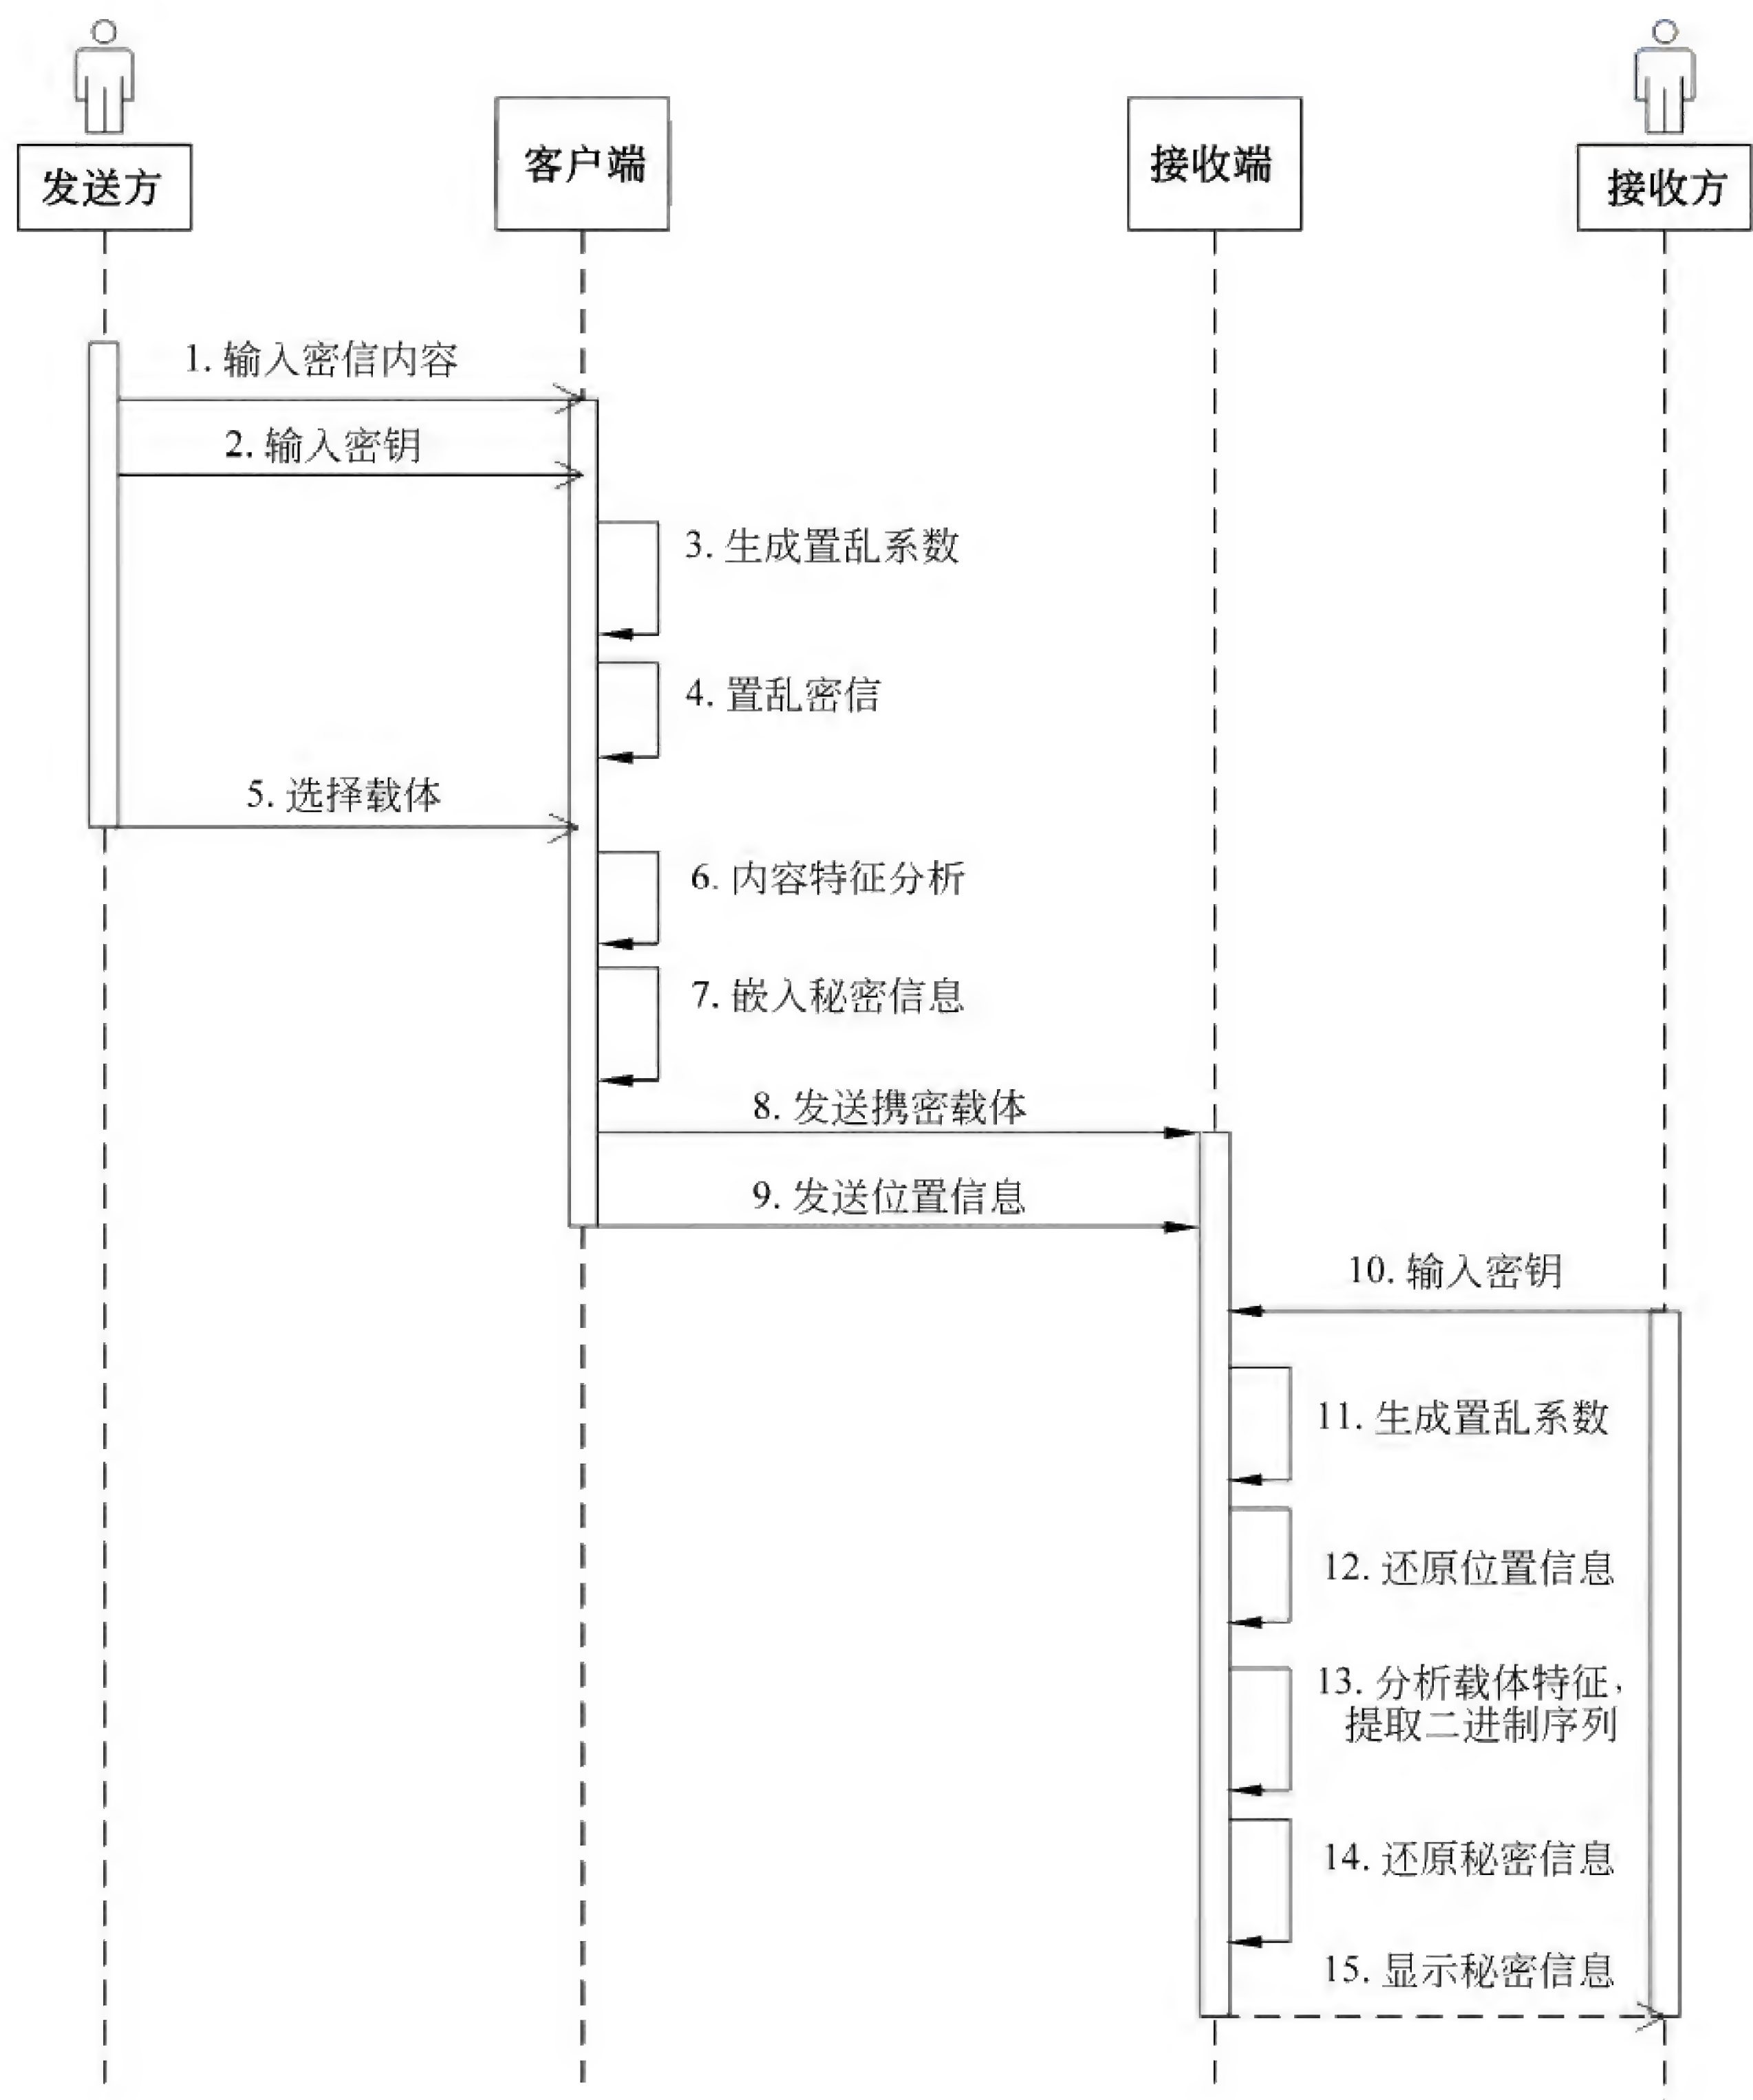 发送方
客户端
接收端
接收方
1. 输入密信内容
2. 输入密钥
3. 生成置乱系数
4. 置乱密信
5. 选择载体
6. 内容特征分析
7. 嵌入秘密信息
8. 发送携密载体
9. 发送位置信息
10. 输入密钥
11. 生成置乱系数
12. 还原位置信息
13. 分析载体特征,
提取二进制序列
14. 还原秘密信息
15. 显示秘密信息